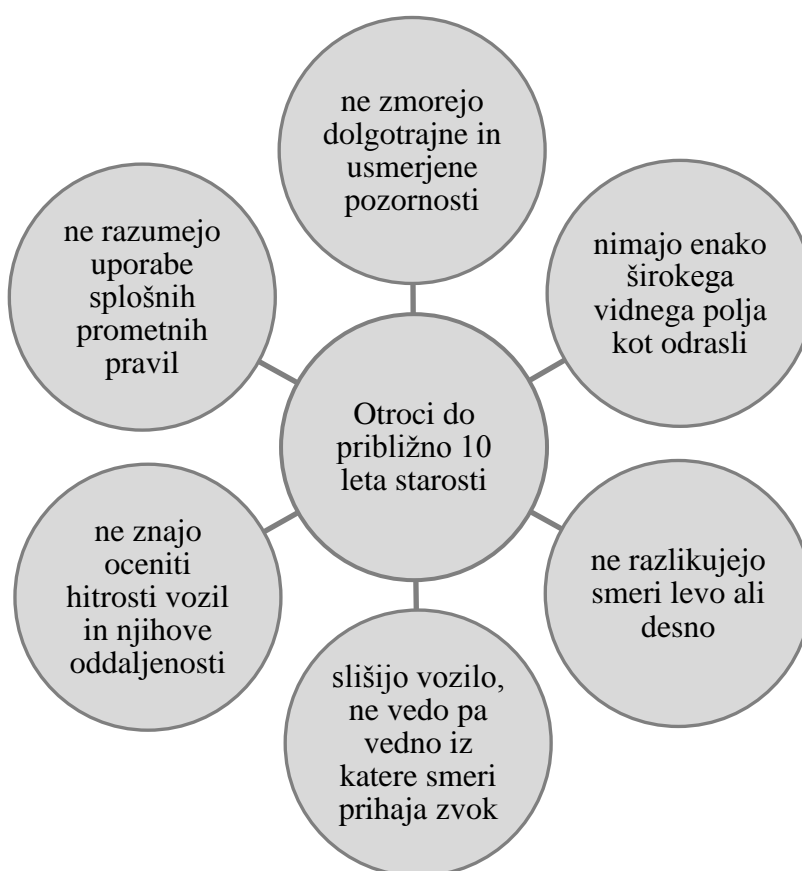 ne zmorejo
dolgotrajne in
usmerjene
pozornosti
nimajo enako
širokega
vidnega polja
kot odrasli
ne razlikujejo
smeri levo ali
desno
slišijo vozilo,
ne vedo pa
vedno iz
katere smeri
prihaja zvok
ne znajo
oceniti
hitrosti vozil
in njihove
oddaljenosti
ne razumejo
uporabe
splošnih
prometnih
pravil
Otroci do
približno 10
leta starosti